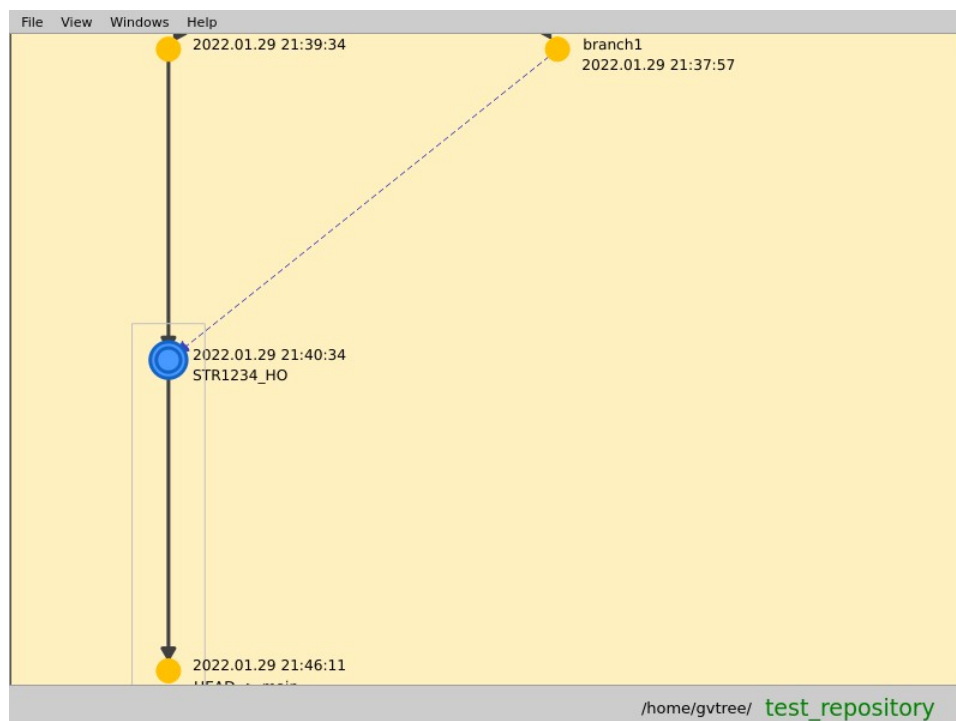 File View Windows Help
2022.01.29 21:39:34
branch1
2022.01.29 21:37:57
2022.01.29 21:40:34
STR1234_HO
2022.01.29 21:46:11
/home/gvtree/ test_repository